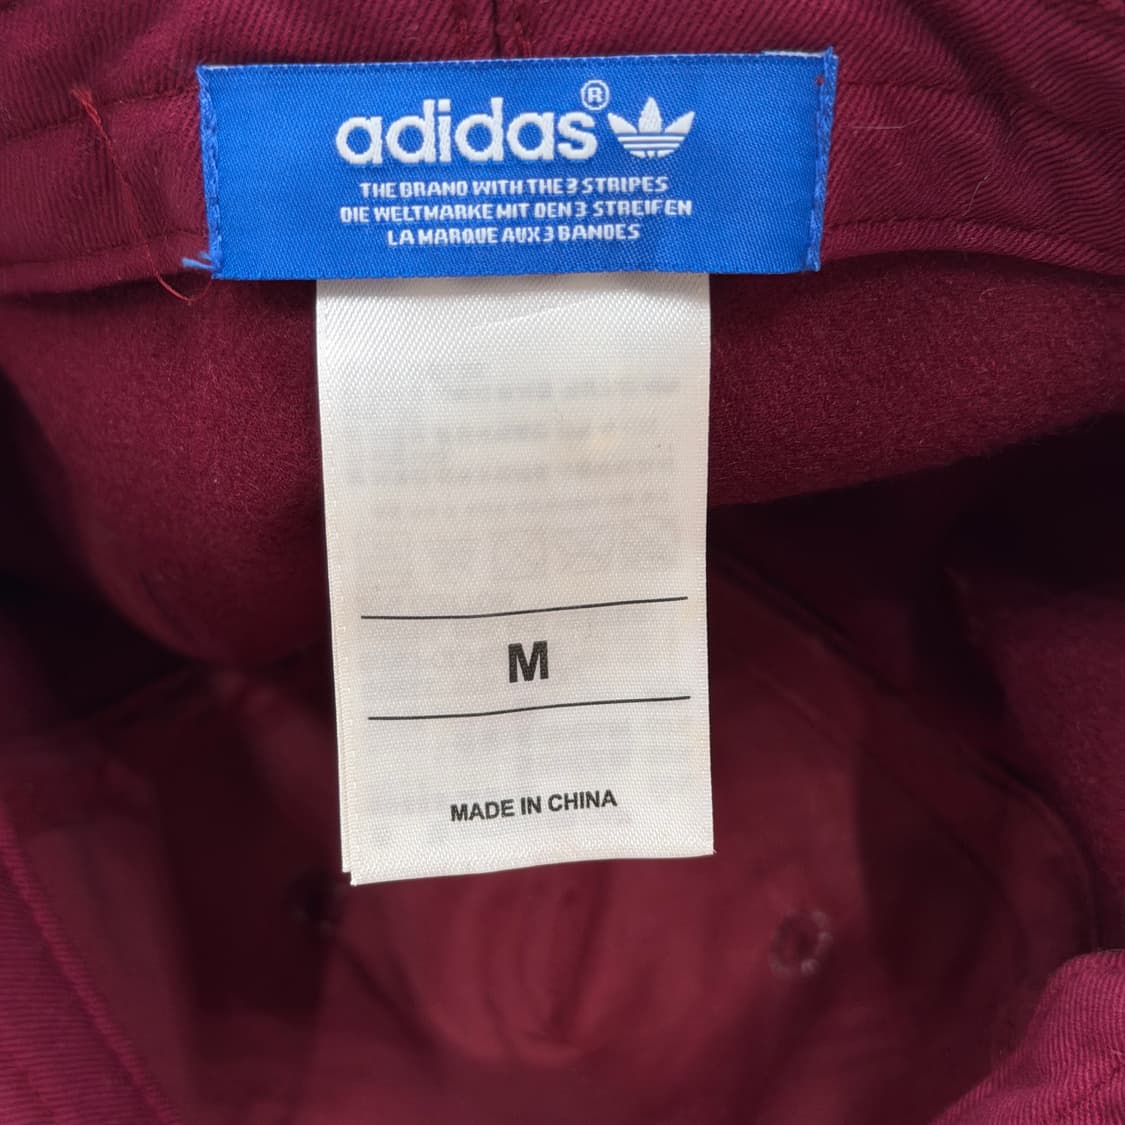 adidas®
THE BRAND WITH THE 3 STRIPES
DIE WELTMARKE MIT DEN 3 STREIFEN
LA MARQUE AUX 3 BANDES
M
MADE IN CHINA